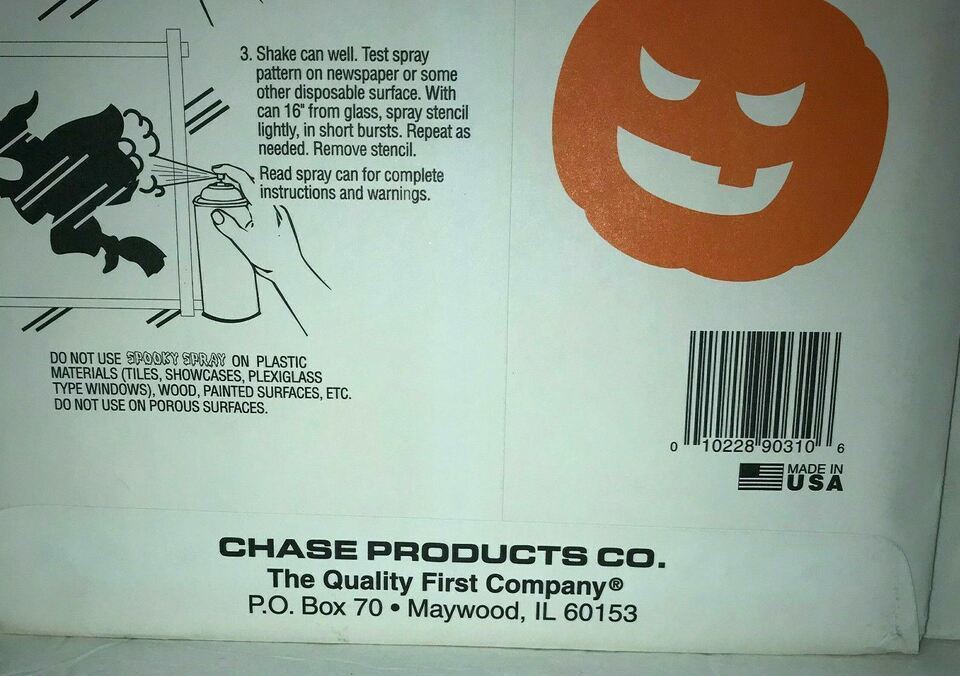 3. Shake can well. Test spray
pattern on newspaper or some
other disposable surface. With
can 16" from glass, spray stencil
lightly, in short bursts. Repeat as
needed. Remove stencil.
Read spray can for complete
instructions and warnings.
DO NOT USE SPOOKY SPRAY ON PLASTIC
MATERIALS (TILES, SHOWCASES, PLEXIGLASS
TYPE WINDOWS), WOOD, PAINTED SURFACES, ETC.
DO NOT USE ON POROUS SURFACES.
0 10228 90310 6
MADE IN
USA
CHASE PRODUCTS CO.
The Quality First Company®
P.O. Box 70 • Maywood, IL 60153